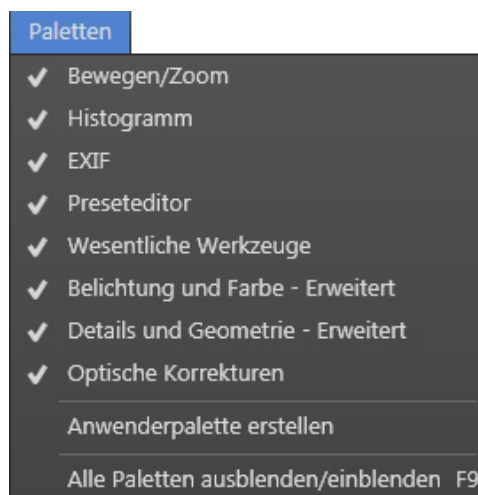 Paletten
Bewegen/Zoom
Histogramm
EXIF
Preseteditor
Wesentliche Werkzeuge
Belichtung und Farbe - Erweitert
Details und Geometrie - Erweitert
Optische Korrekturen
Anwenderpalette erstellen
Alle Paletten ausblenden/einblenden F9